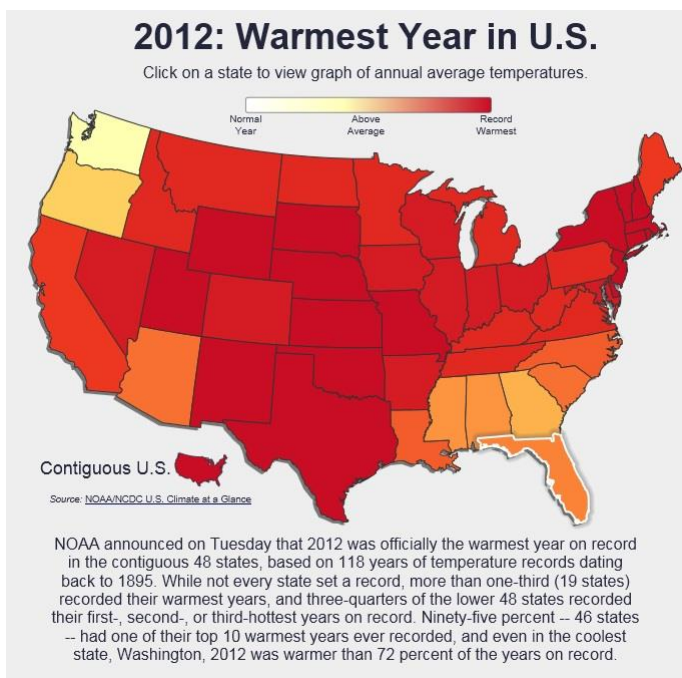 2012: Warmest Year in U.S.
Click on a state to view graph of annual average temperatures.
Normal Year
Above Average
Record Warmest
Contiguous U.S.
Source: NOAA/NCDC U.S. Climate at a Glance
NOAA announced on Tuesday that 2012 was officially the warmest year on record
in the contiguous 48 states, based on 118 years of temperature records dating
back to 1895. While not every state set a record, more than one-third (19 states)
recorded their warmest years, and three-quarters of the lower 48 states recorded
their first-, second-, or third-hottest years on record. Ninety-five percent -- 46 states
-- had one of their top 10 warmest years ever recorded, and even in the coolest
state, Washington, 2012 was warmer than 72 percent of the years on record.